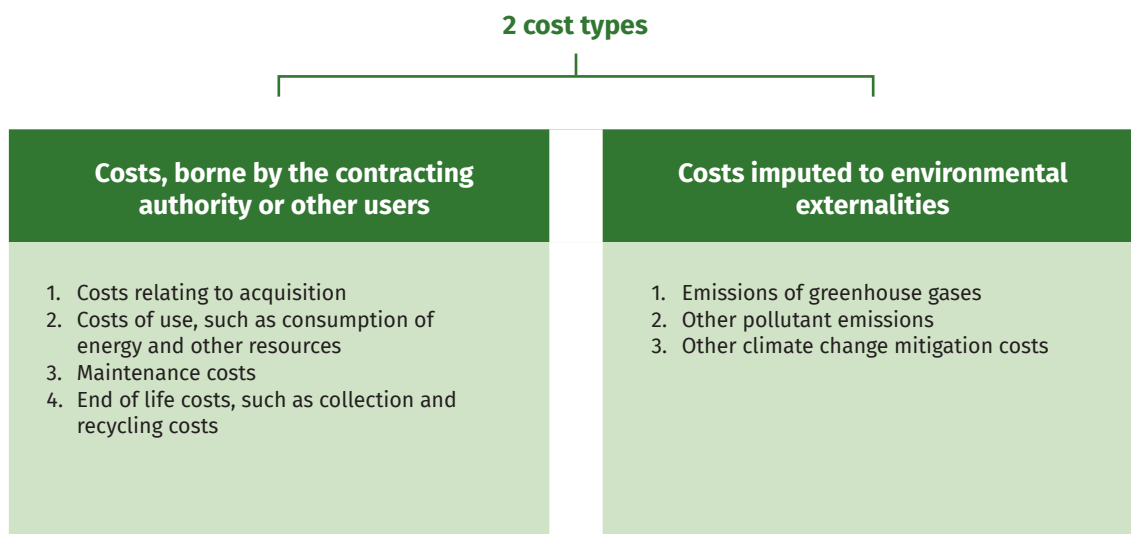 2 cost types
Costs, borne by the contracting
authority or other users
1. Costs relating to acquisition
2. Costs of use, such as consumption of
energy and other resources
3. Maintenance costs
4. End of life costs, such as collection and
recycling costs
Costs imputed to environmental
externalities
1. Emissions of greenhouse gases
2. Other pollutant emissions
3. Other climate change mitigation costs